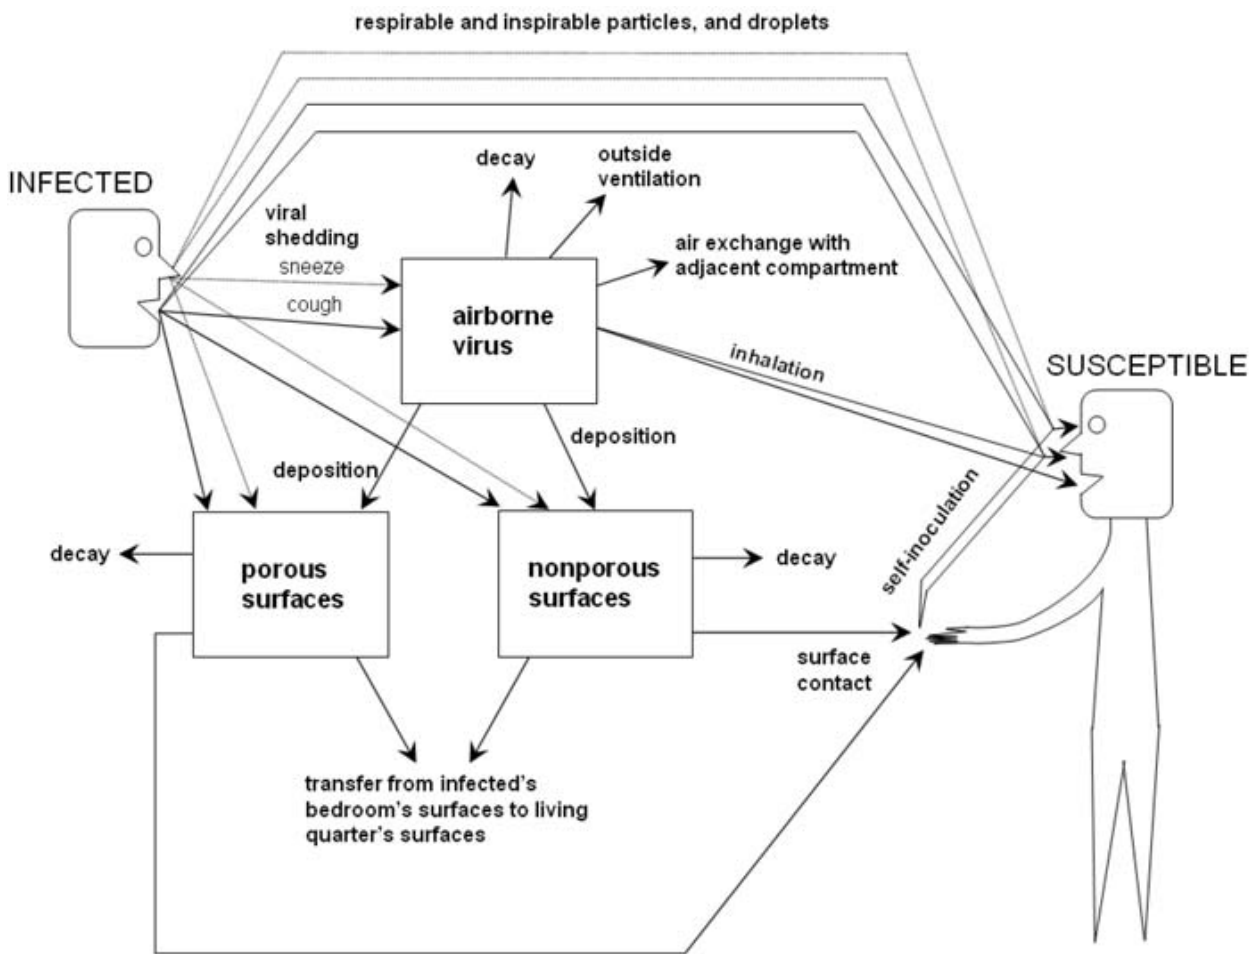 respirable and inspirable particles, and droplets
INFECTED
decay
outside
ventilation
viral
shedding
sneeze
cough
air exchange with
adjacent compartment
airborne
virus
inhalation
SUSCEPTIBLE
deposition
deposition
self-inoculation
decay
porous
surfaces
nonporous
surfaces
decay
surface
contact
transfer from infected's
bedroom's surfaces to living
quarter's surfaces